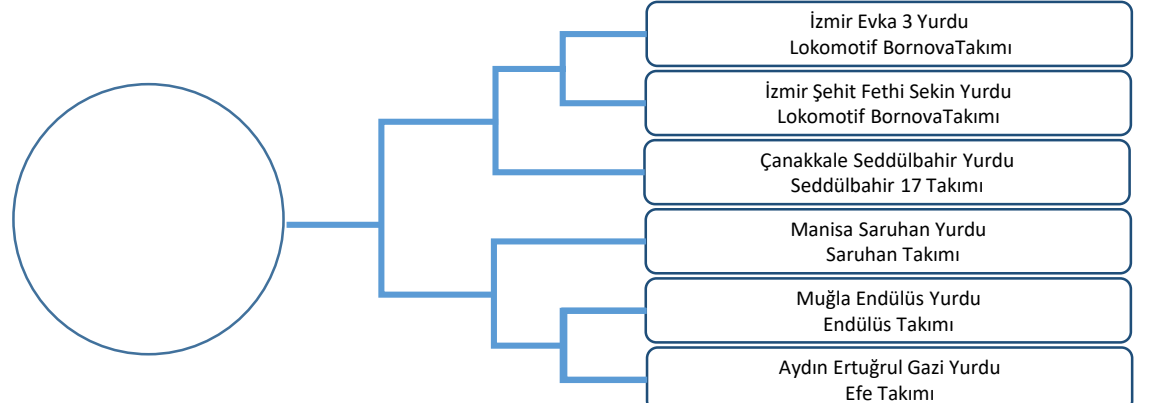 İzmir Evka 3 Yurdu
Lokomotif BornovaTakımı
İzmir Şehit Fethi Sekin Yurdu
Lokomotif BornovaTakımı
Çanakkale Seddülbahir Yurdu
Seddülbahir 17 Takımı
Manisa Saruhan Yurdu
Saruhan Takımı
Muğla Endülüs Yurdu
Endülüs Takımı
Aydın Ertuğrul Gazi Yurdu
Efe Takımı